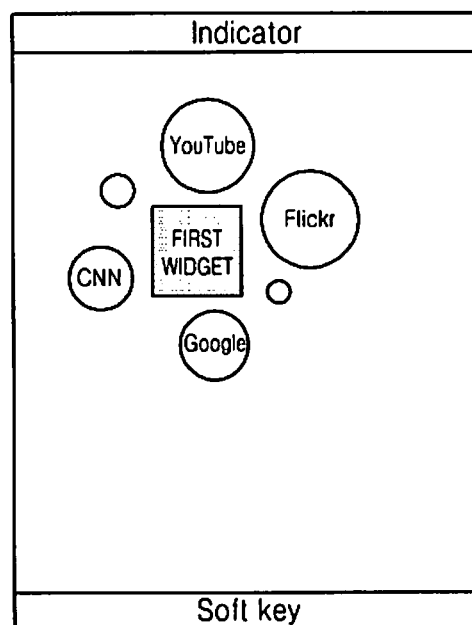 Indicator
YouTube
Flickr
FIRST
WIDGET
CNN
Google
Soft key